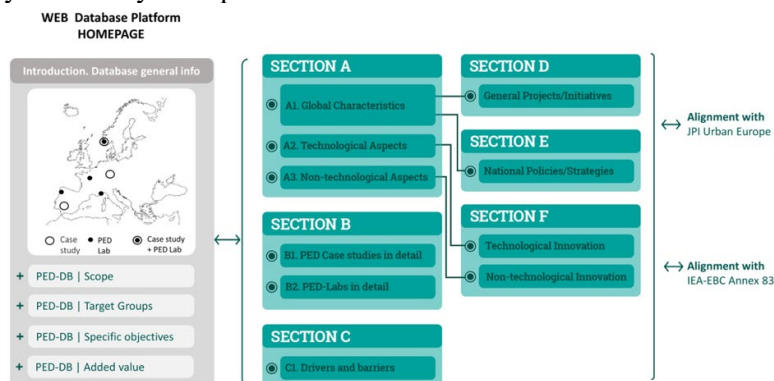 WEB Database Platform
HOMEPAGE
Introduction. Database general info
Case
study
PED
Lab
Case study
+ PED Lab
+ PED-DB | Scope
+ PED-DB | Target Groups
+ PED-DB | Specific objectives
+ PED-DB | Added value
SECTION A
A1. Global Characteristics
A2. Technological Aspects
A3. Non-technological Aspects
SECTION B
B1. PED Case studies in detail
B2. PED-Labs in detail
SECTION C
C1. Drivers and barriers
SECTION D
General Projects/Initiatives
SECTION E
National Policies/Strategies
SECTION F
Technological Innovation
Non-technological Innovation
Alignment with
JPI Urban Europe
Alignment with
IEA-EBC Annex 83